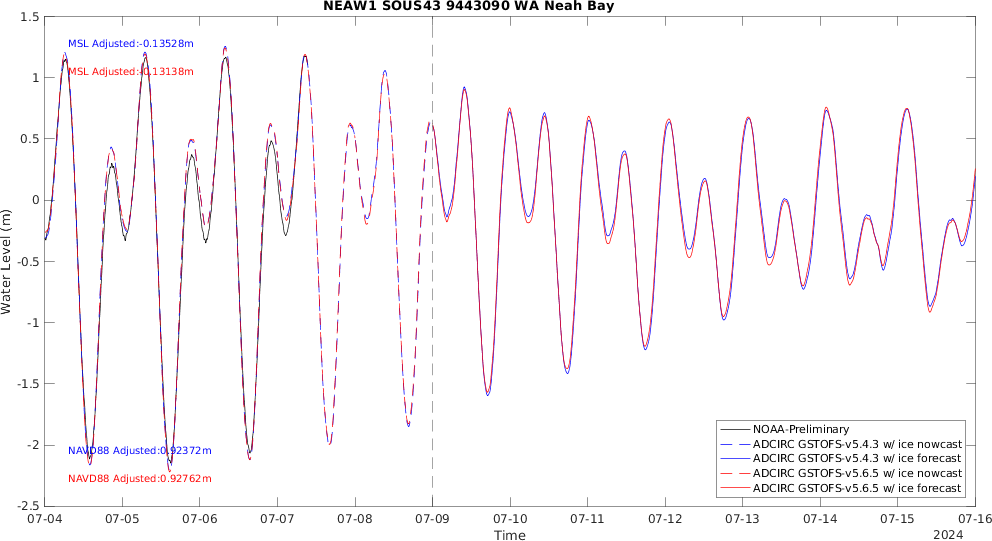 NEAW1 SOUS43 9443090 WA Neah Bay
1.5
1
0.5
0
-0.5
-1
-1.5
-2
-2.5
Water Level (m)
MSL Adjusted:-0.13528m
MSL Adjusted:-0.13138m
NAVD88 Adjusted:0.92372m
NAVD88 Adjusted:0.92762m
NOAA-Preliminary
ADCIRC GSTOFS-v5.4.3 w/ ice nowcast
ADCIRC GSTOFS-v5.4.3 w/ ice forecast
ADCIRC GSTOFS-v5.6.5 w/ ice nowcast
ADCIRC GSTOFS-v5.6.5 w/ ice forecast
07-04 07-05 07-06 07-07 07-08 07-09 07-10 07-11 07-12 07-13 07-14 07-15 07-16
Time
2024